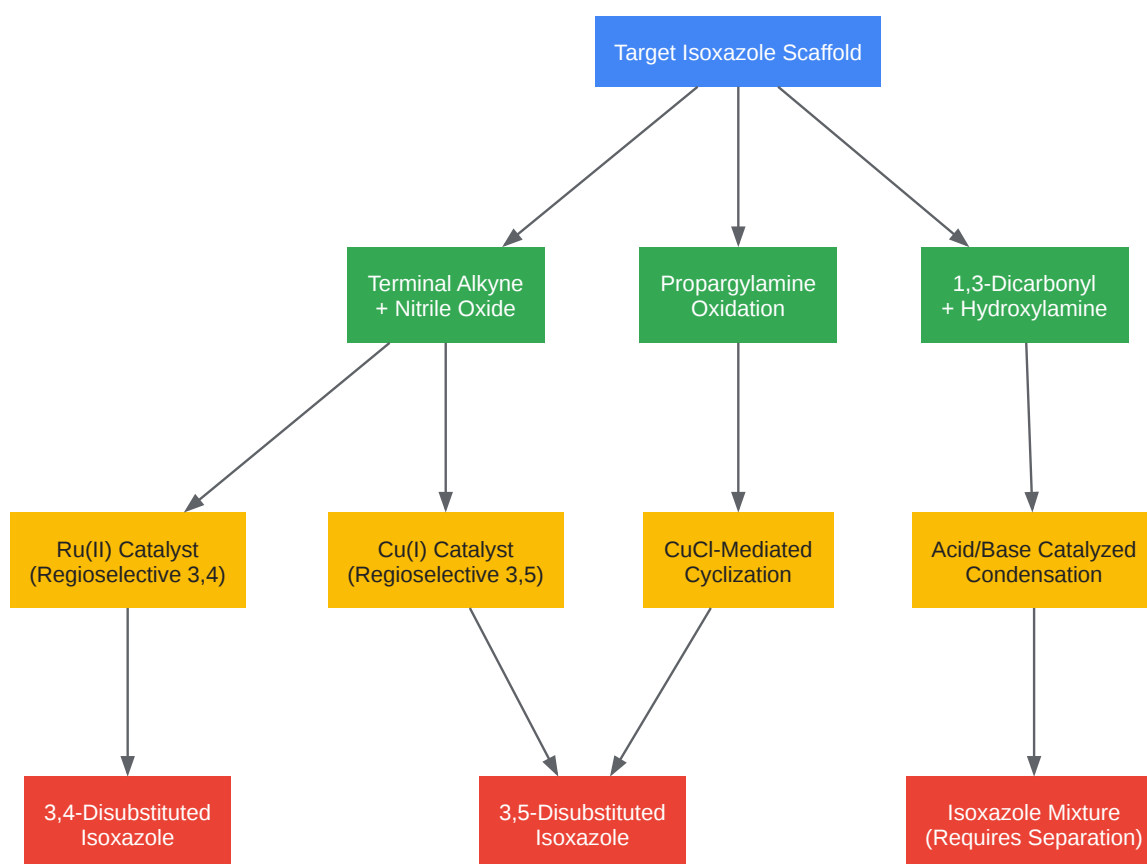 Target Isoxazole Scaffold
Terminal Alkyne
+ Nitrile Oxide
Propargylamine
Oxidation
1,3-Dicarbonyl
+ Hydroxylamine
Ru(II) Catalyst
(Regioselective 3,4)
Cu(I) Catalyst
(Regioselective 3,5)
CuCl-Mediated
Cyclization
Acid/Base Catalyzed
Condensation
3,4-Disubstituted
Isoxazole
3,5-Disubstituted
Isoxazole
Isoxazole Mixture
(Requires Separation)